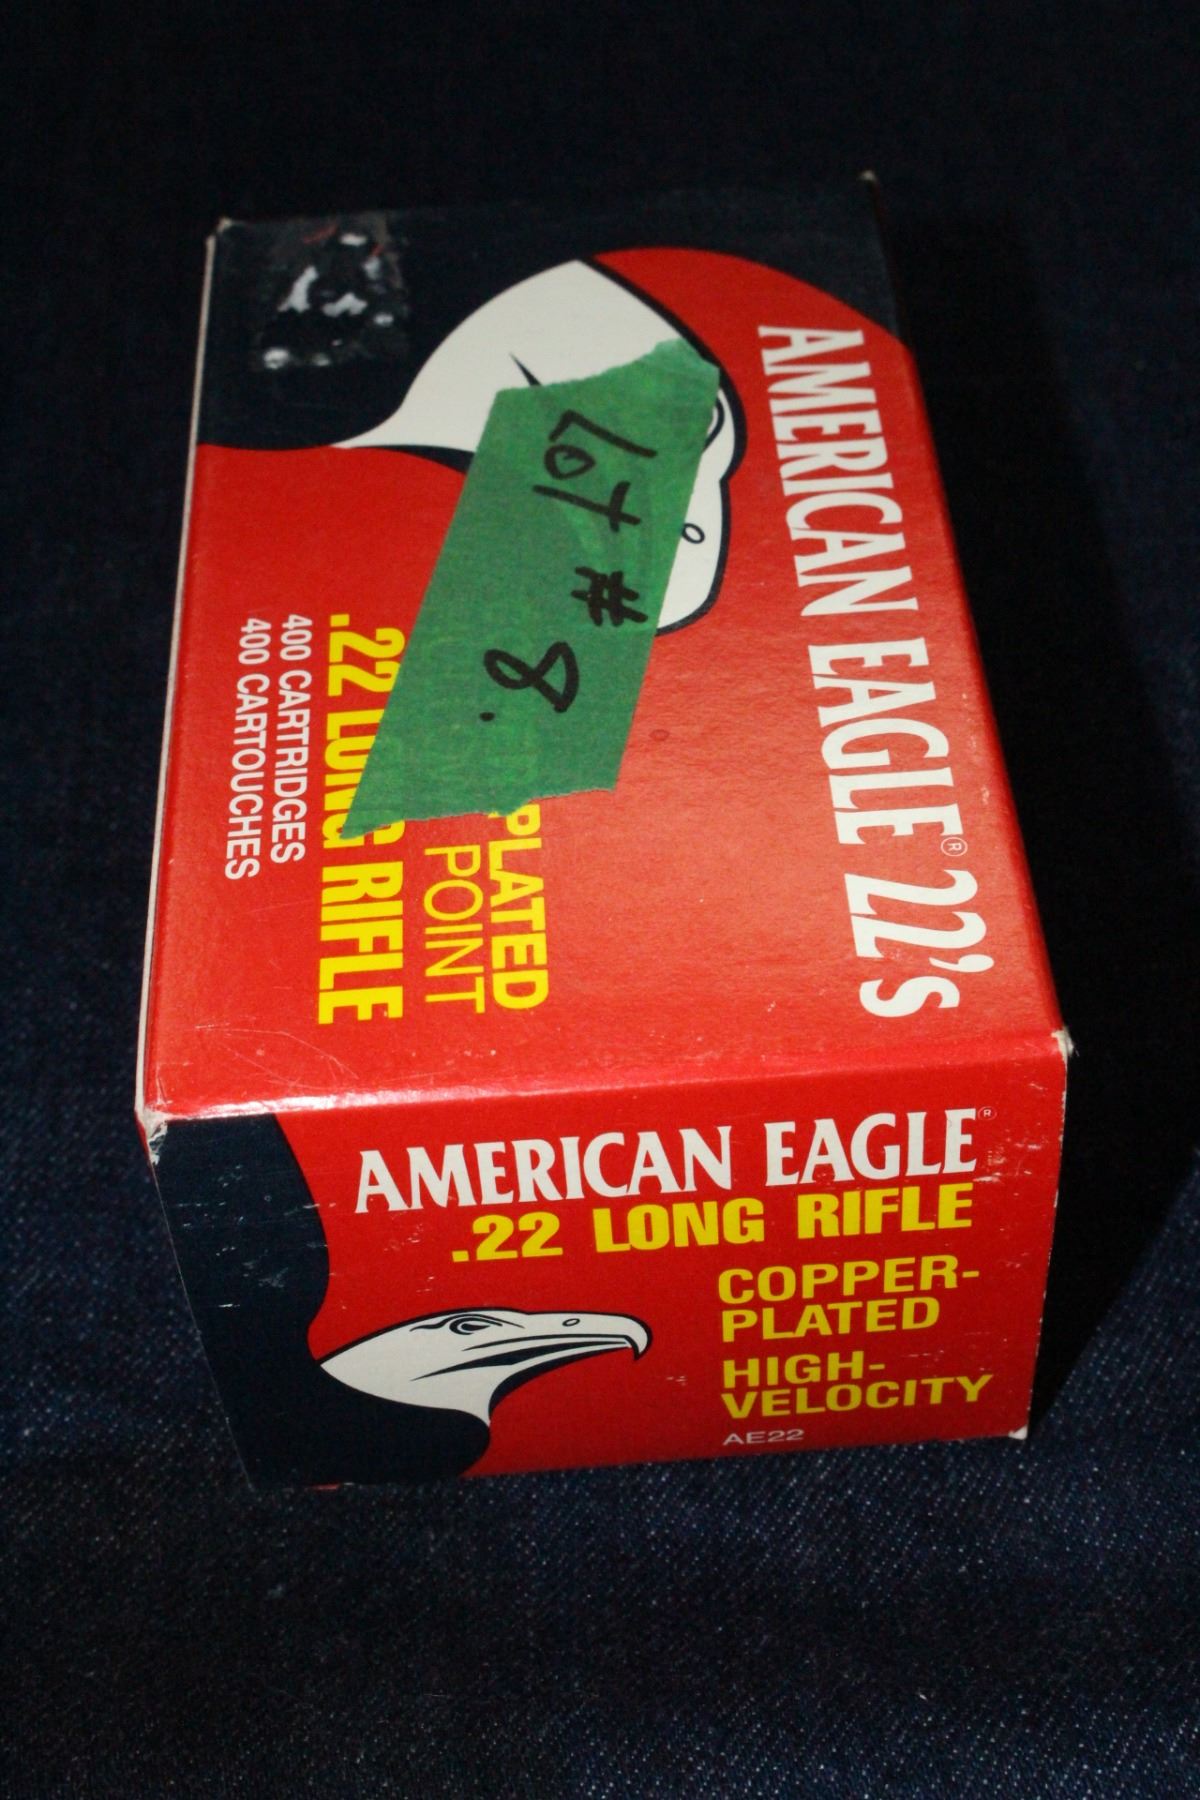 AMERICAN EAGLE® 22's
Lot # 8.
PLATED
POINT
.22 LONG RIFLE
400 CARTRIDGES
400 CARTOUCHES
AMERICAN EAGLE®
.22 LONG RIFLE
COPPER-
PLATED
HIGH-
VELOCITY
AE22